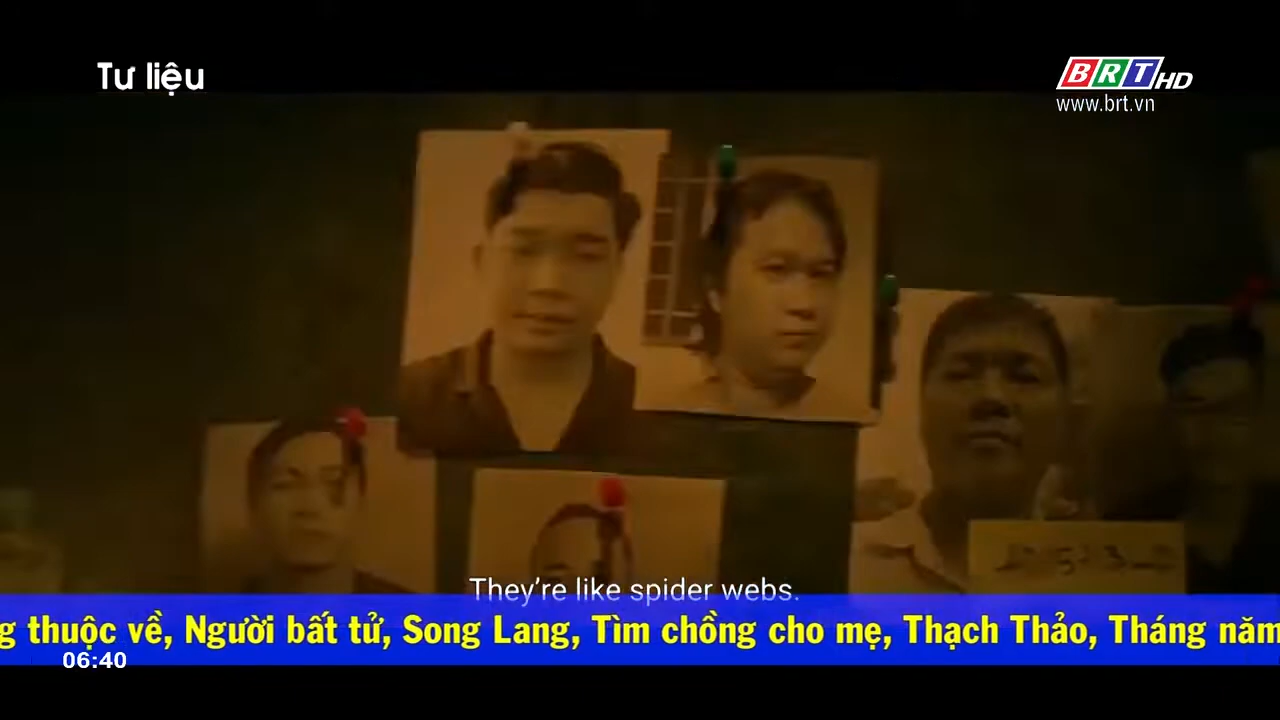 Tư liệu
BRT HD
www.brt.vn
They're like spider webs.
g thuộc về, Người bất tử, Song Lang, Tìm chồng cho mẹ, Thạch Thảo, Tháng năm
06:40